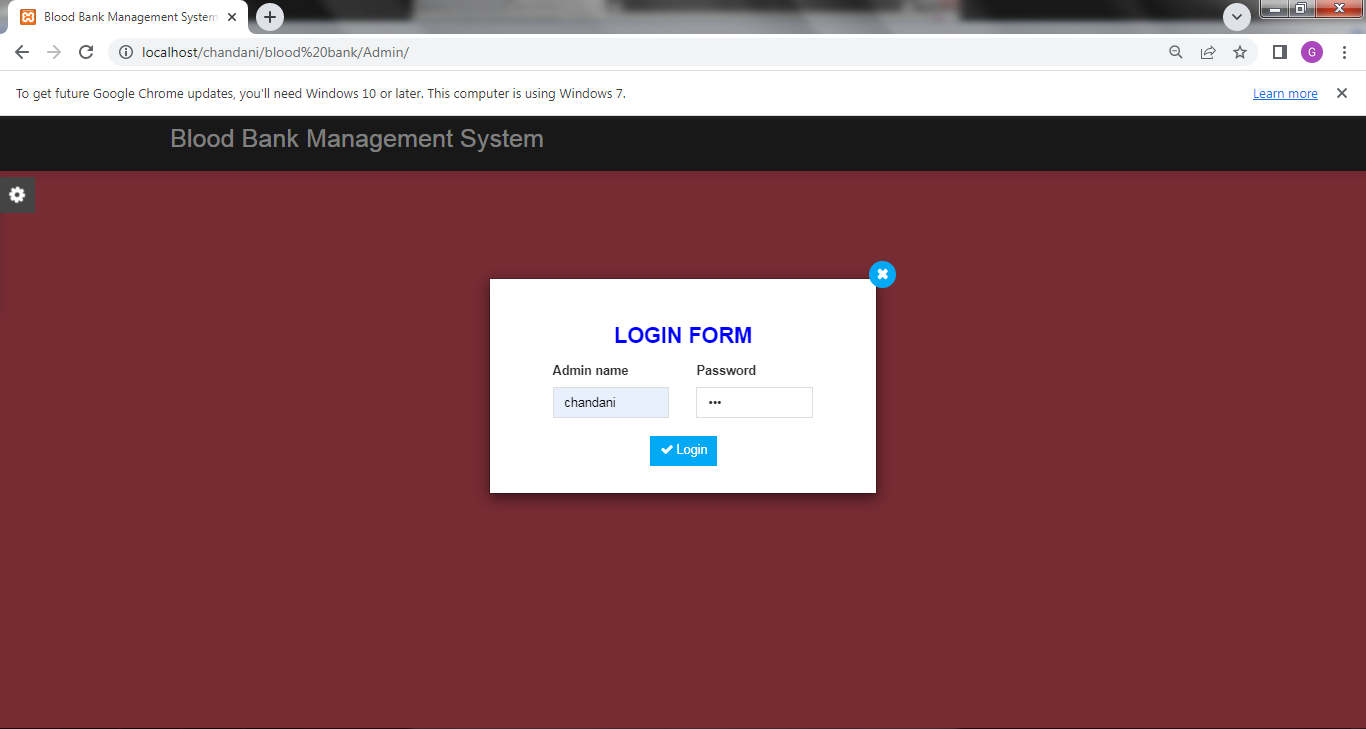 Blood Bank Management System
localhost/chandani/blood%20bank/Admin/
G
To get future Google Chrome updates, you'll need Windows 10 or later. This computer is using Windows 7.
Learn more
Blood Bank Management System
LOGIN FORM
Admin name
Password
chandani
•••
Login